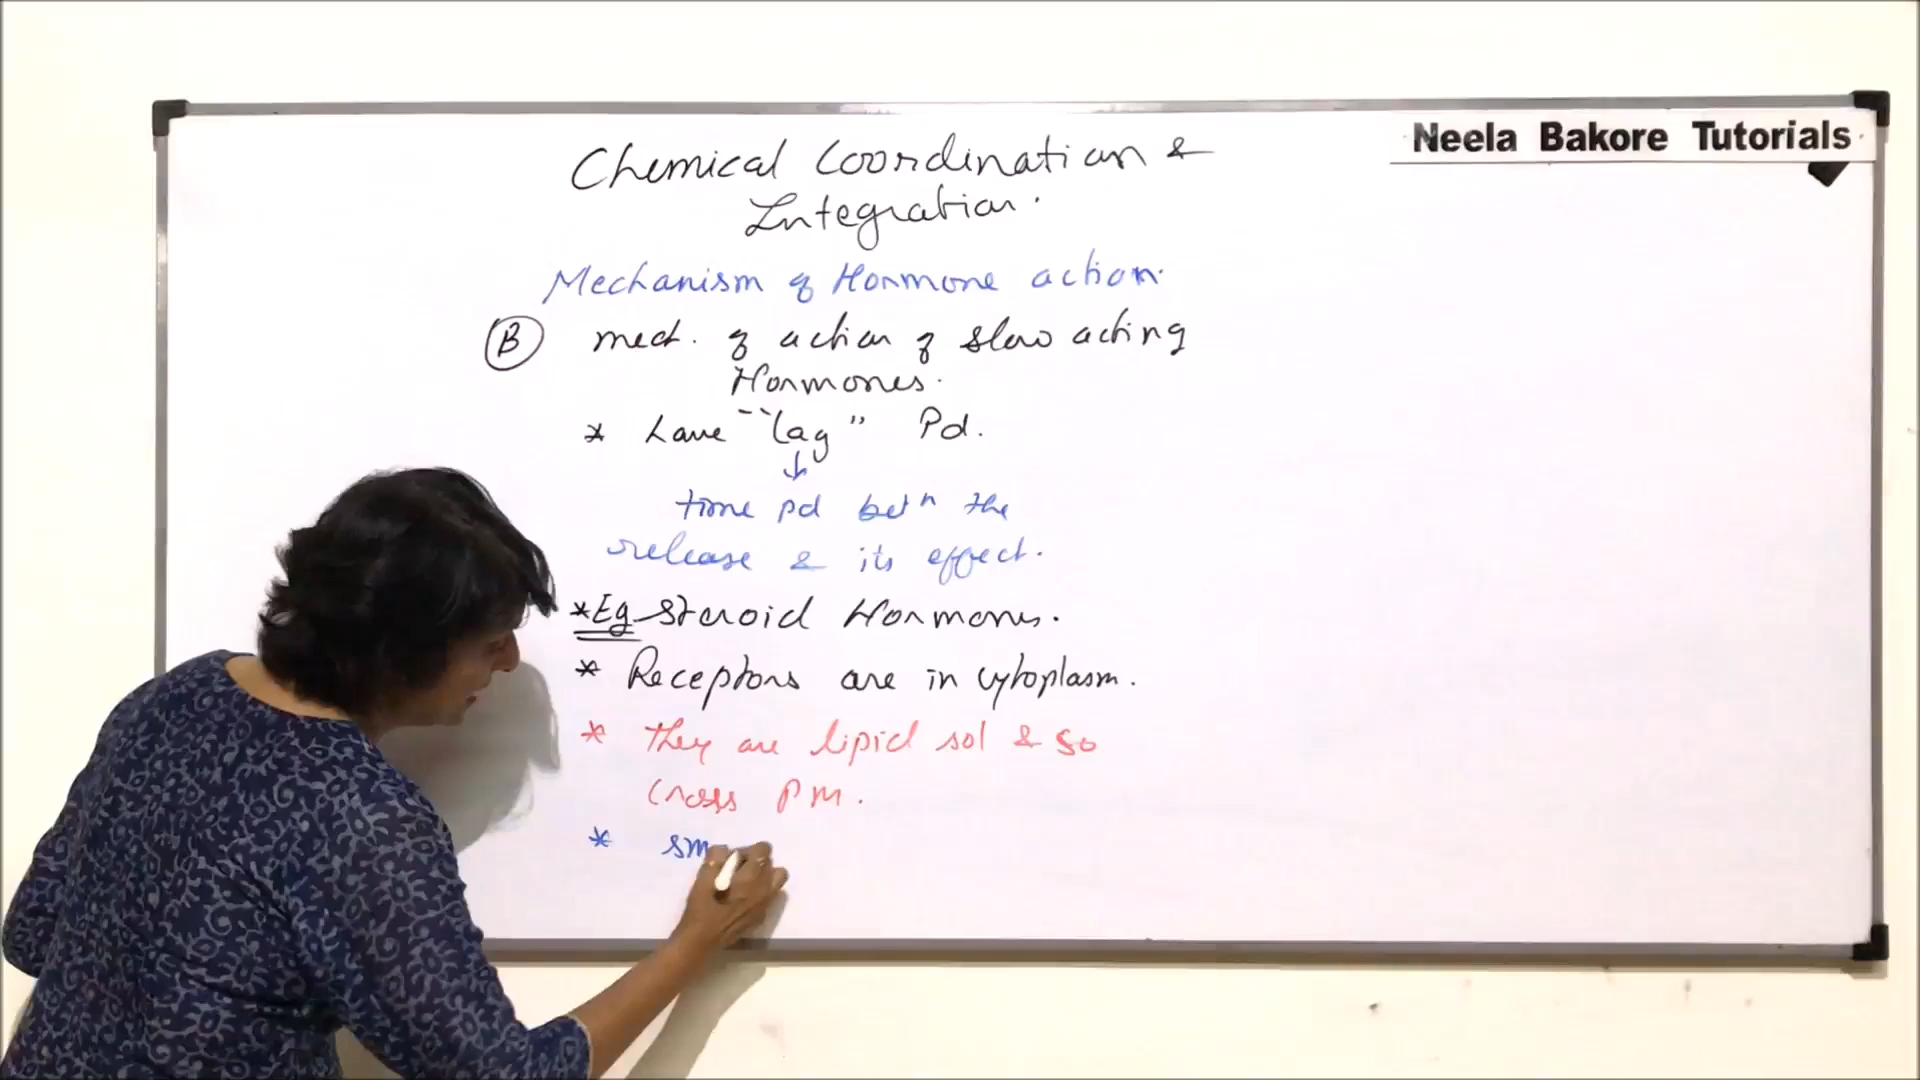 Neela Bakore Tutorials
Chemical Coordination &
Integration.
Mechanism of Hormone action.
B mech. of action of slow acting
Hormones.
* have "lag" Pd.
↓
time pd betn the
release & its effect.
*Eg Steroid Hormones.
* Receptors are in cytoplasm.
* they are lipid sol & so
cross PM.
* sm